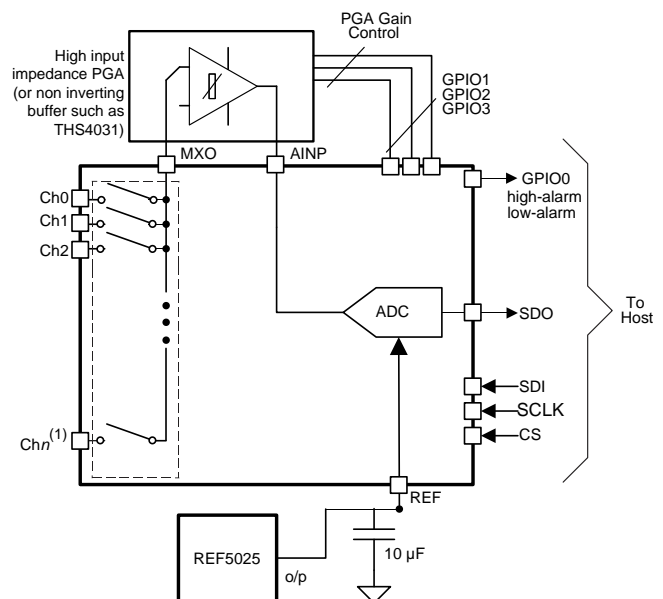 PGA Gain
Control
High input
impedance PGA
(or non inverting
buffer such as
THS4031)
GPIO1
GPIO2
GPIO3
MXO
AINP
Ch0
Ch1
Ch2
GPIO0
high-alarm
low-alarm
ADC
SDO
To
Host
SDI
SCLK
CS
Chn(1)
REF
REF5025
o/p
10 µF